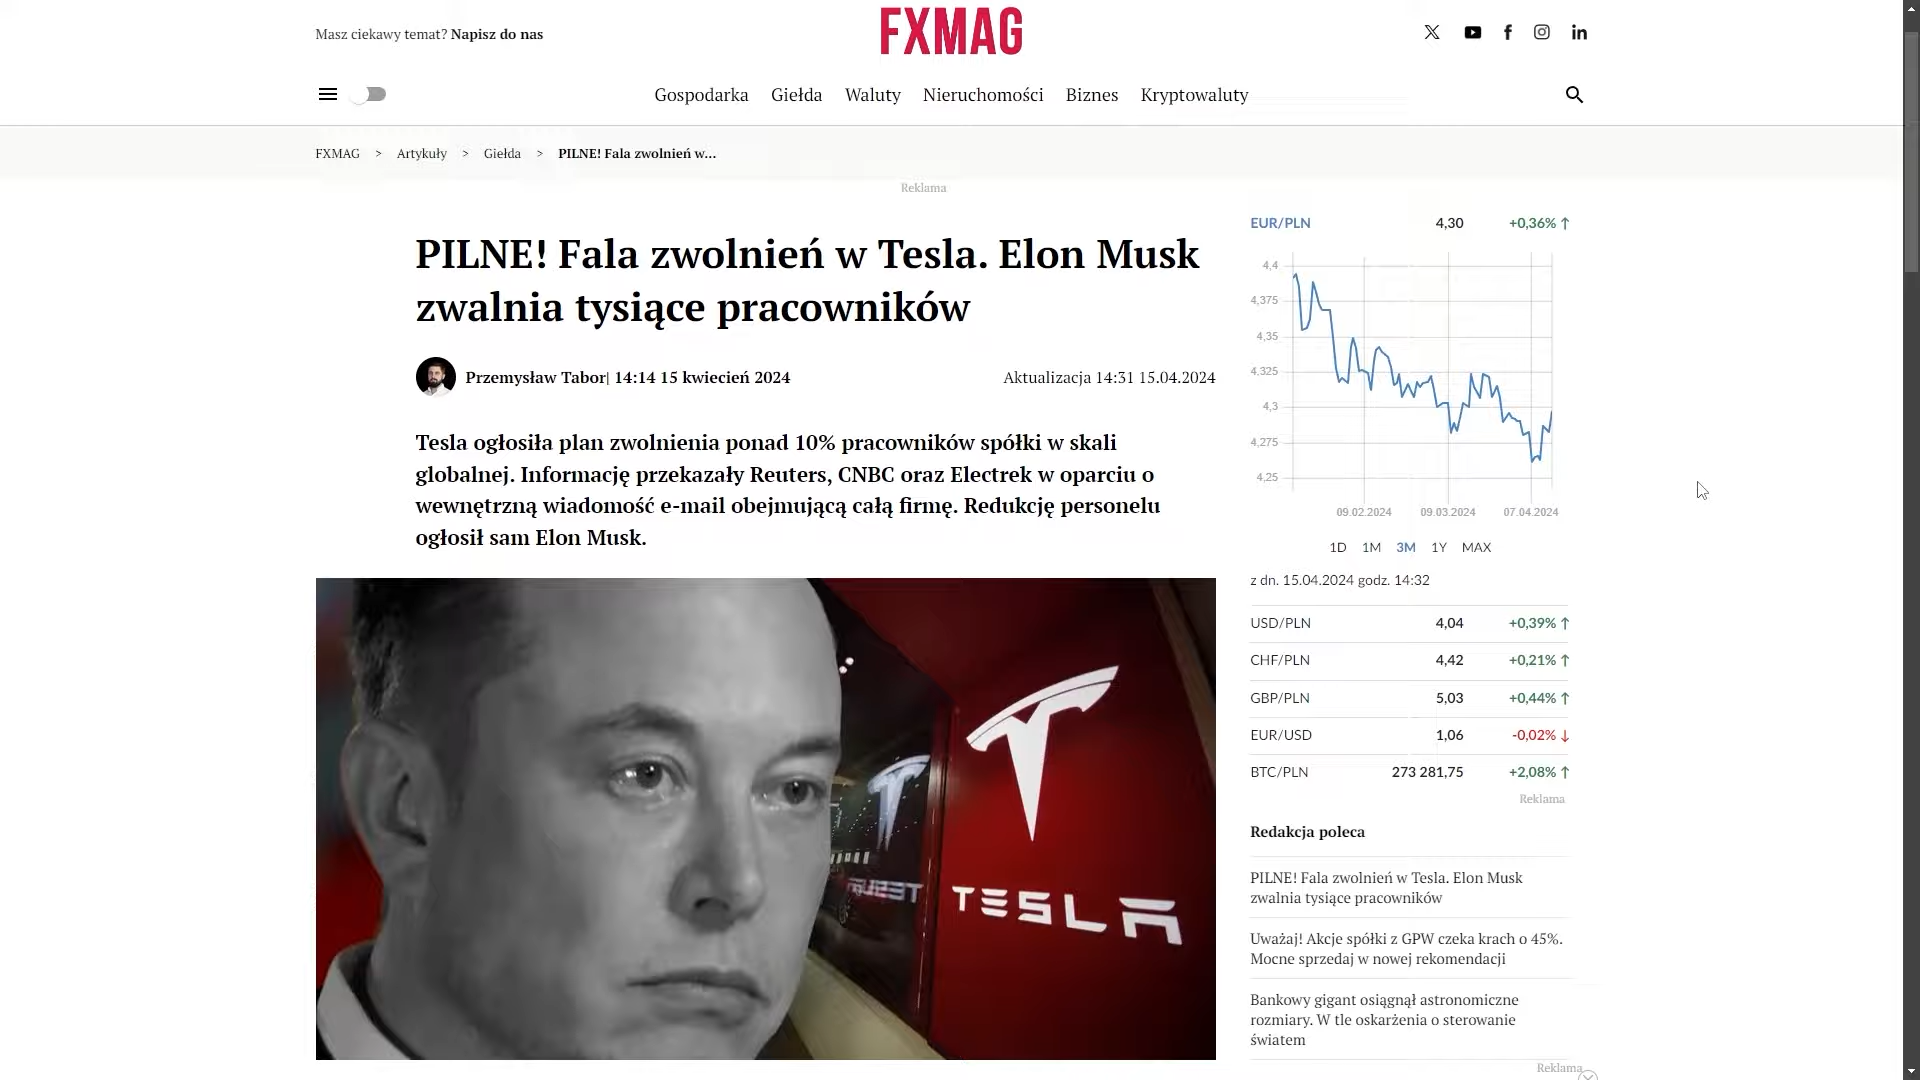 Masz ciekawy temat? Napisz do nas
FXMAG
Gospodarka Giełda Waluty Nieruchomości Biznes Kryptowaluty
FXMAG > Artykuły > Giełda > PILNE! Fala zwolnień w...
Reklama
PILNE! Fala zwolnień w Tesla. Elon Musk
zwalnia tysiące pracowników
Przemysław Tabor| 14:14 15 kwiecień 2024
Aktualizacja 14:31 15.04.2024
Tesla ogłosiła plan zwolnienia ponad 10% pracowników spółki w skali
globalnej. Informację przekazały Reuters, CNBC oraz Electrek w oparciu o
wewnętrzną wiadomość e-mail obejmującą całą firmę. Redukcję personelu
ogłosił sam Elon Musk.
TESLA
TESLA
EUR/PLN 4,30 +0,36% ↑
4,4
4,375
4,35
4,325
4,3
4,275
4,25
09.02.2024 09.03.2024 07.04.2024
1D 1M 3M 1Y MAX
z dn. 15.04.2024 godz. 14:32
USD/PLN 4,04 +0,39% ↑
CHF/PLN 4,42 +0,21% ↑
GBP/PLN 5,03 +0,44% ↑
EUR/USD 1,06 -0,02% ↓
BTC/PLN 273 281,75 +2,08% ↑
Reklama
Redakcja poleca
PILNE! Fala zwolnień w Tesla. Elon Musk
zwalnia tysiące pracowników
Uważaj! Akcje spółki z GPW czeka krach o 45%.
Mocne sprzedaj w nowej rekomendacji
Bankowy gigant osiągnął astronomiczne
rozmiary. W tle oskarżenia o sterowanie
światem
Reklama